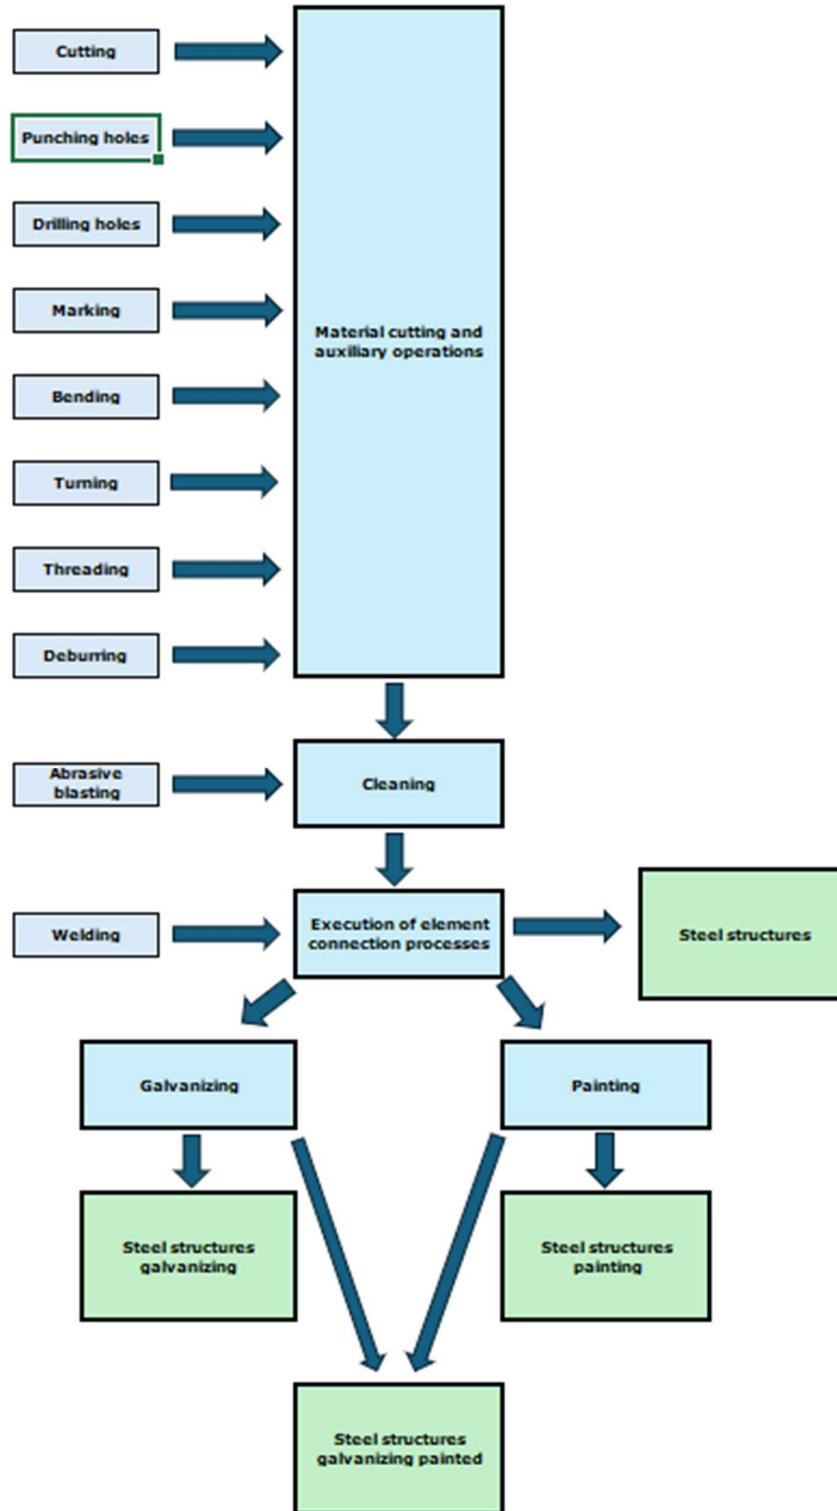 Cutting
Punching holes
Drilling holes
Marking
Material cutting and
auxiliary operations
Bending
Turning
Threading
Deburring
Abrasive
blasting
Cleaning
Welding
Execution of element
connection processes
Steel structures
Galvanizing
Painting
Steel structures
galvanizing
Steel structures
painting
Steel structures
galvanizing painted